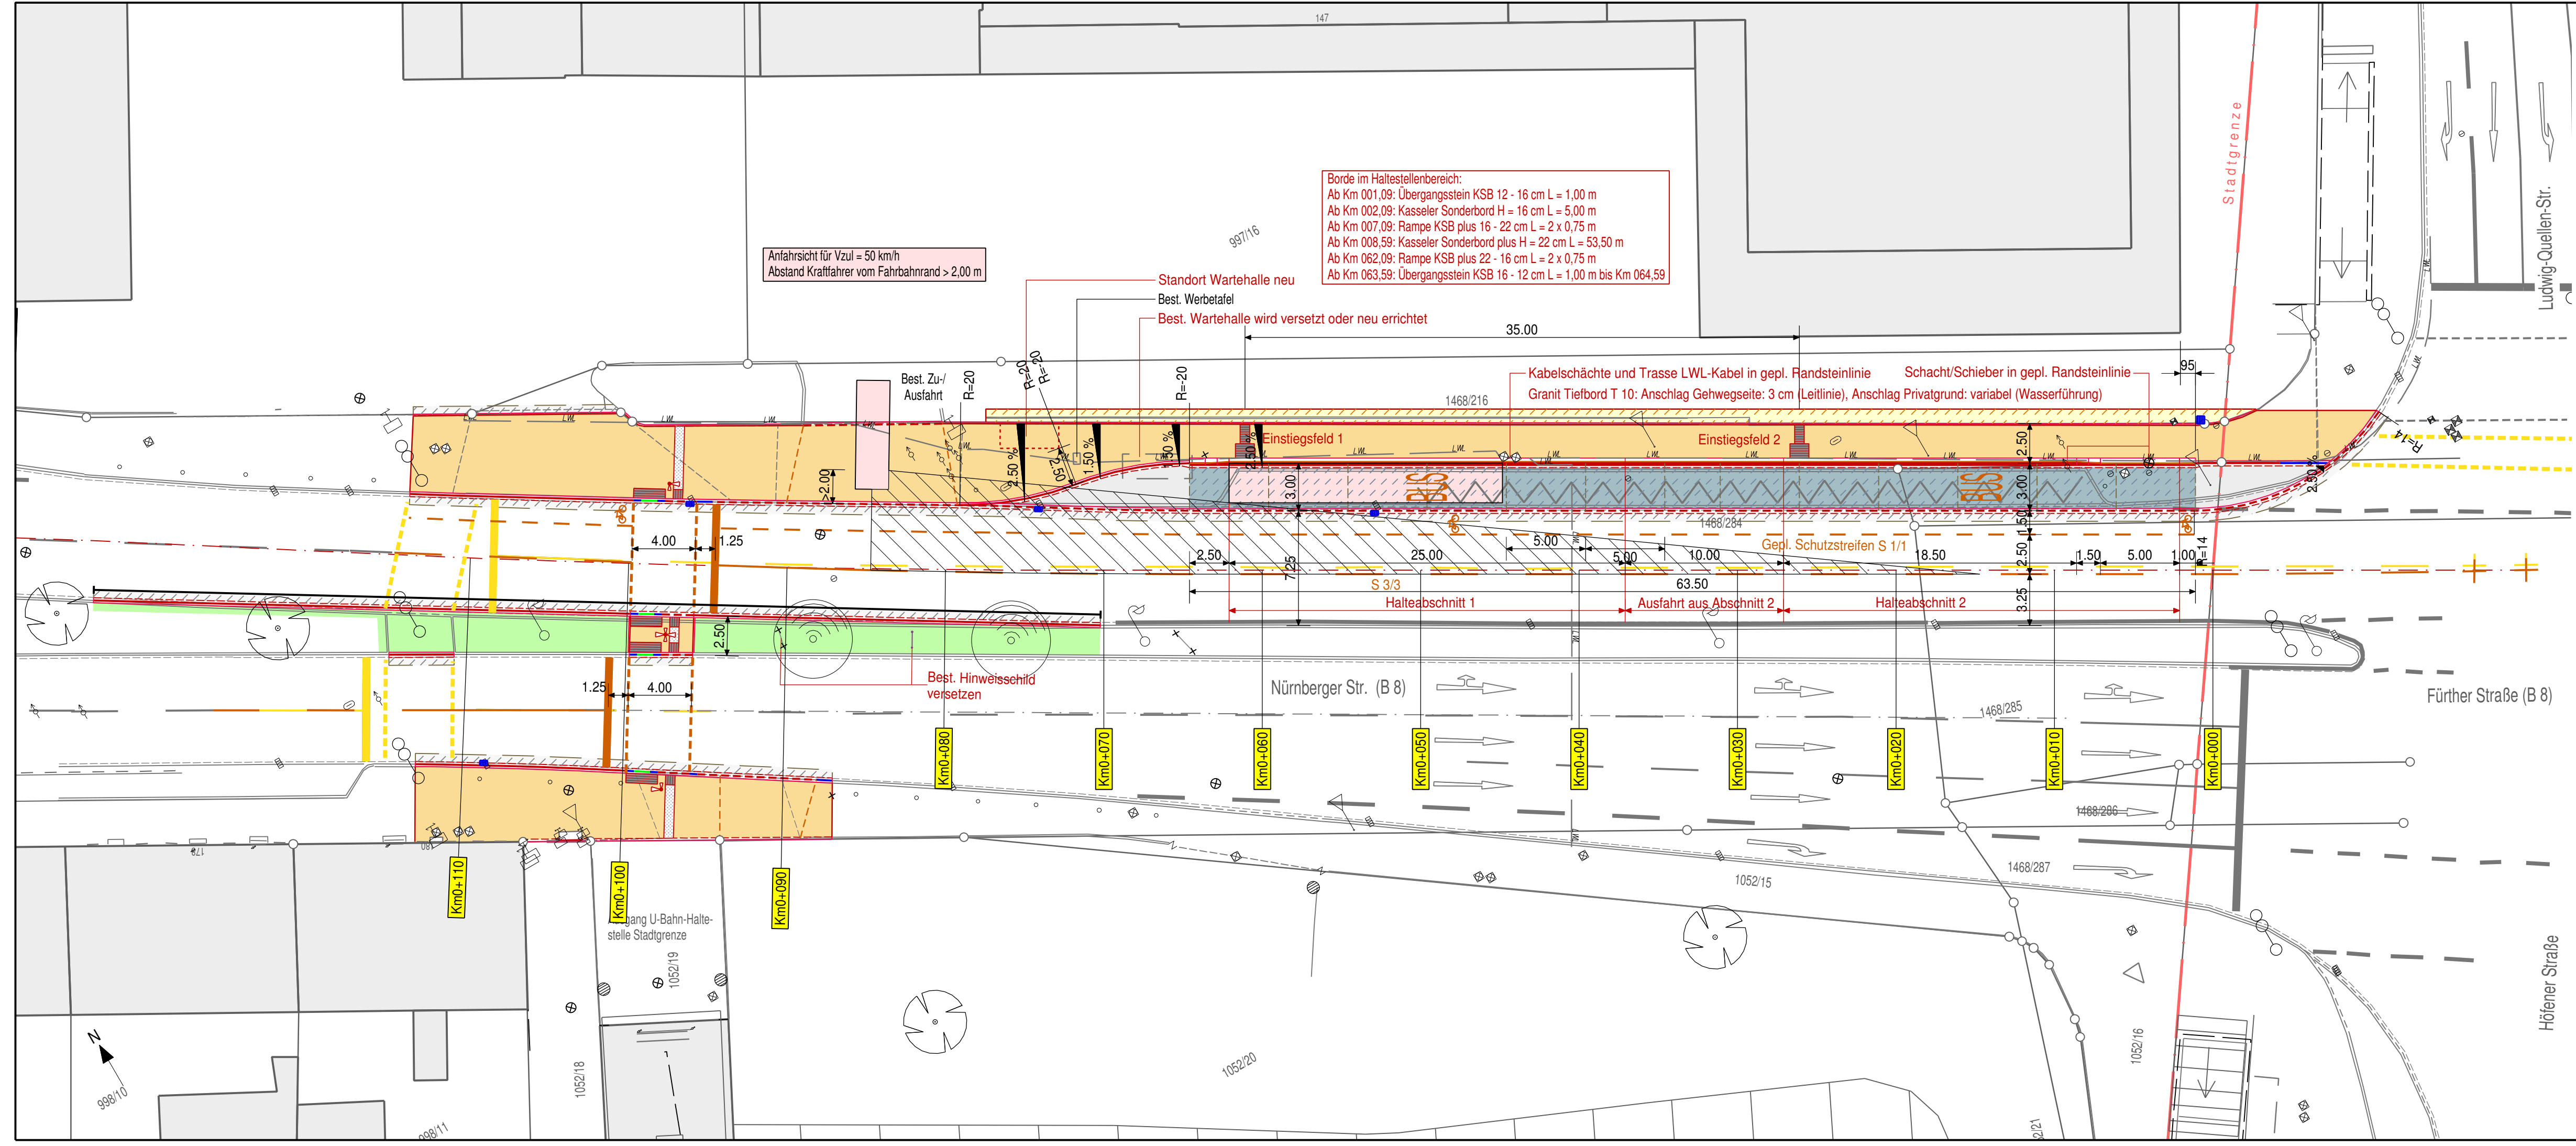 147
Stadtgrenze
Ludwig-Quellen-Str.
Borde im Haltestellenbereich:
Ab Km 001,09: Übergangsstein KSB 12 - 16 cm L = 1,00 m
Ab Km 002,09: Kasseler Sonderbord H = 16 cm L = 5,00 m
Ab Km 007,09: Rampe KSB plus 16 - 22 cm L = 2 x 0,75 m
Ab Km 008,59: Kasseler Sonderbord plus H = 22 cm L = 53,50 m
Ab Km 062,09: Rampe KSB plus 22 - 16 cm L = 2 x 0,75 m
Ab Km 063,59: Übergangsstein KSB 16 - 12 cm L = 1,00 m bis Km 064,59
997/16
Anfahrsicht für Vzul = 50 km/h
Abstand Kraftfahrer vom Fahrbahnrand > 2,00 m
Standort Wartehalle neu
Best. Werbetafel
Best. Wartehalle wird versetzt oder neu errichtet
35.00
Kabelschächte und Trasse LWL-Kabel in gepl. Randsteinlinie
Schacht/Schieber in gepl. Randsteinlinie
95
Granit Tiefbord T 10: Anschlag Gehwegseite: 3 cm (Leitlinie), Anschlag Privatgrund: variabel (Wasserführung)
Best. Zu-/
Ausfahrt
R=20
R=20
R=-20
R=-20
1468/216
Einstiegsfeld 1
Einstiegsfeld 2
2.50
R=14
>2.00
2.50 %
2.50
1.50 %
2.50 %
3.00
BUS
BUS
3.00
2.50
1468/284
1.50
4.00
1.25
5.00
Gepl. Schutzstreifen S 1/1
2.50
25.00
5.00
10.00
18.50
2.50
1.50
5.00
1.00
R=14
7.25
S 3/3
63.50
3.25
Halteabschnitt 1
Ausfahrt aus Abschnitt 2
Halteabschnitt 2
2.50
1.25
4.00
Best. Hinweisschild
versetzen
Nürnberger Str. (B 8)
Fürther Straße (B 8)
1468/285
Km0+080
Km0+070
Km0+060
Km0+050
Km0+040
Km0+030
Km0+020
Km0+010
Km0+000
1468/286
Km0+110
Km0+100
Km0+090
179
180
1468/287
1052/15
gang U-Bahn-Halte-
stelle Stadtgrenze
1052/19
1052/18
1052/20
1052/16
Höfener Straße
N
998/10
998/11